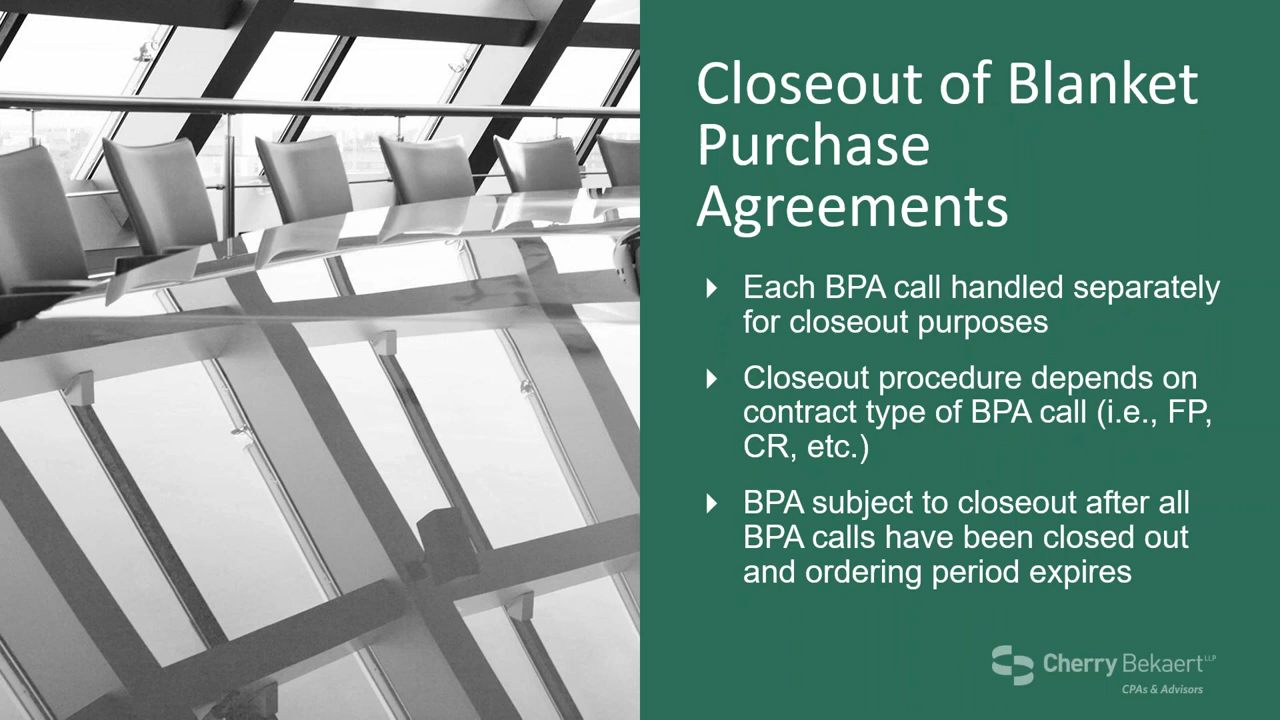 Closeout of Blanket
Purchase
Agreements
Each BPA call handled separately
for closeout purposes
Closeout procedure depends on
contract type of BPA call (i.e., FP,
CR, etc.)
BPA subject to closeout after all
BPA calls have been closed out
and ordering period expires
Cherry Bekaert LLP
CPAs & Advisors